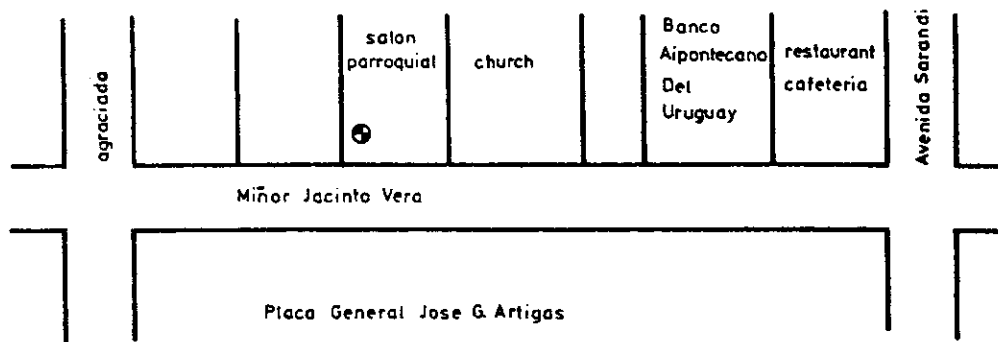 agraciada
salon
parroquial
church
Banco
Aipontecano
Del
Uruguay
restaurant
cafeteria
Avenida Sarandi
Miñor Jacinto Vera
Placa General Jose G. Artigas